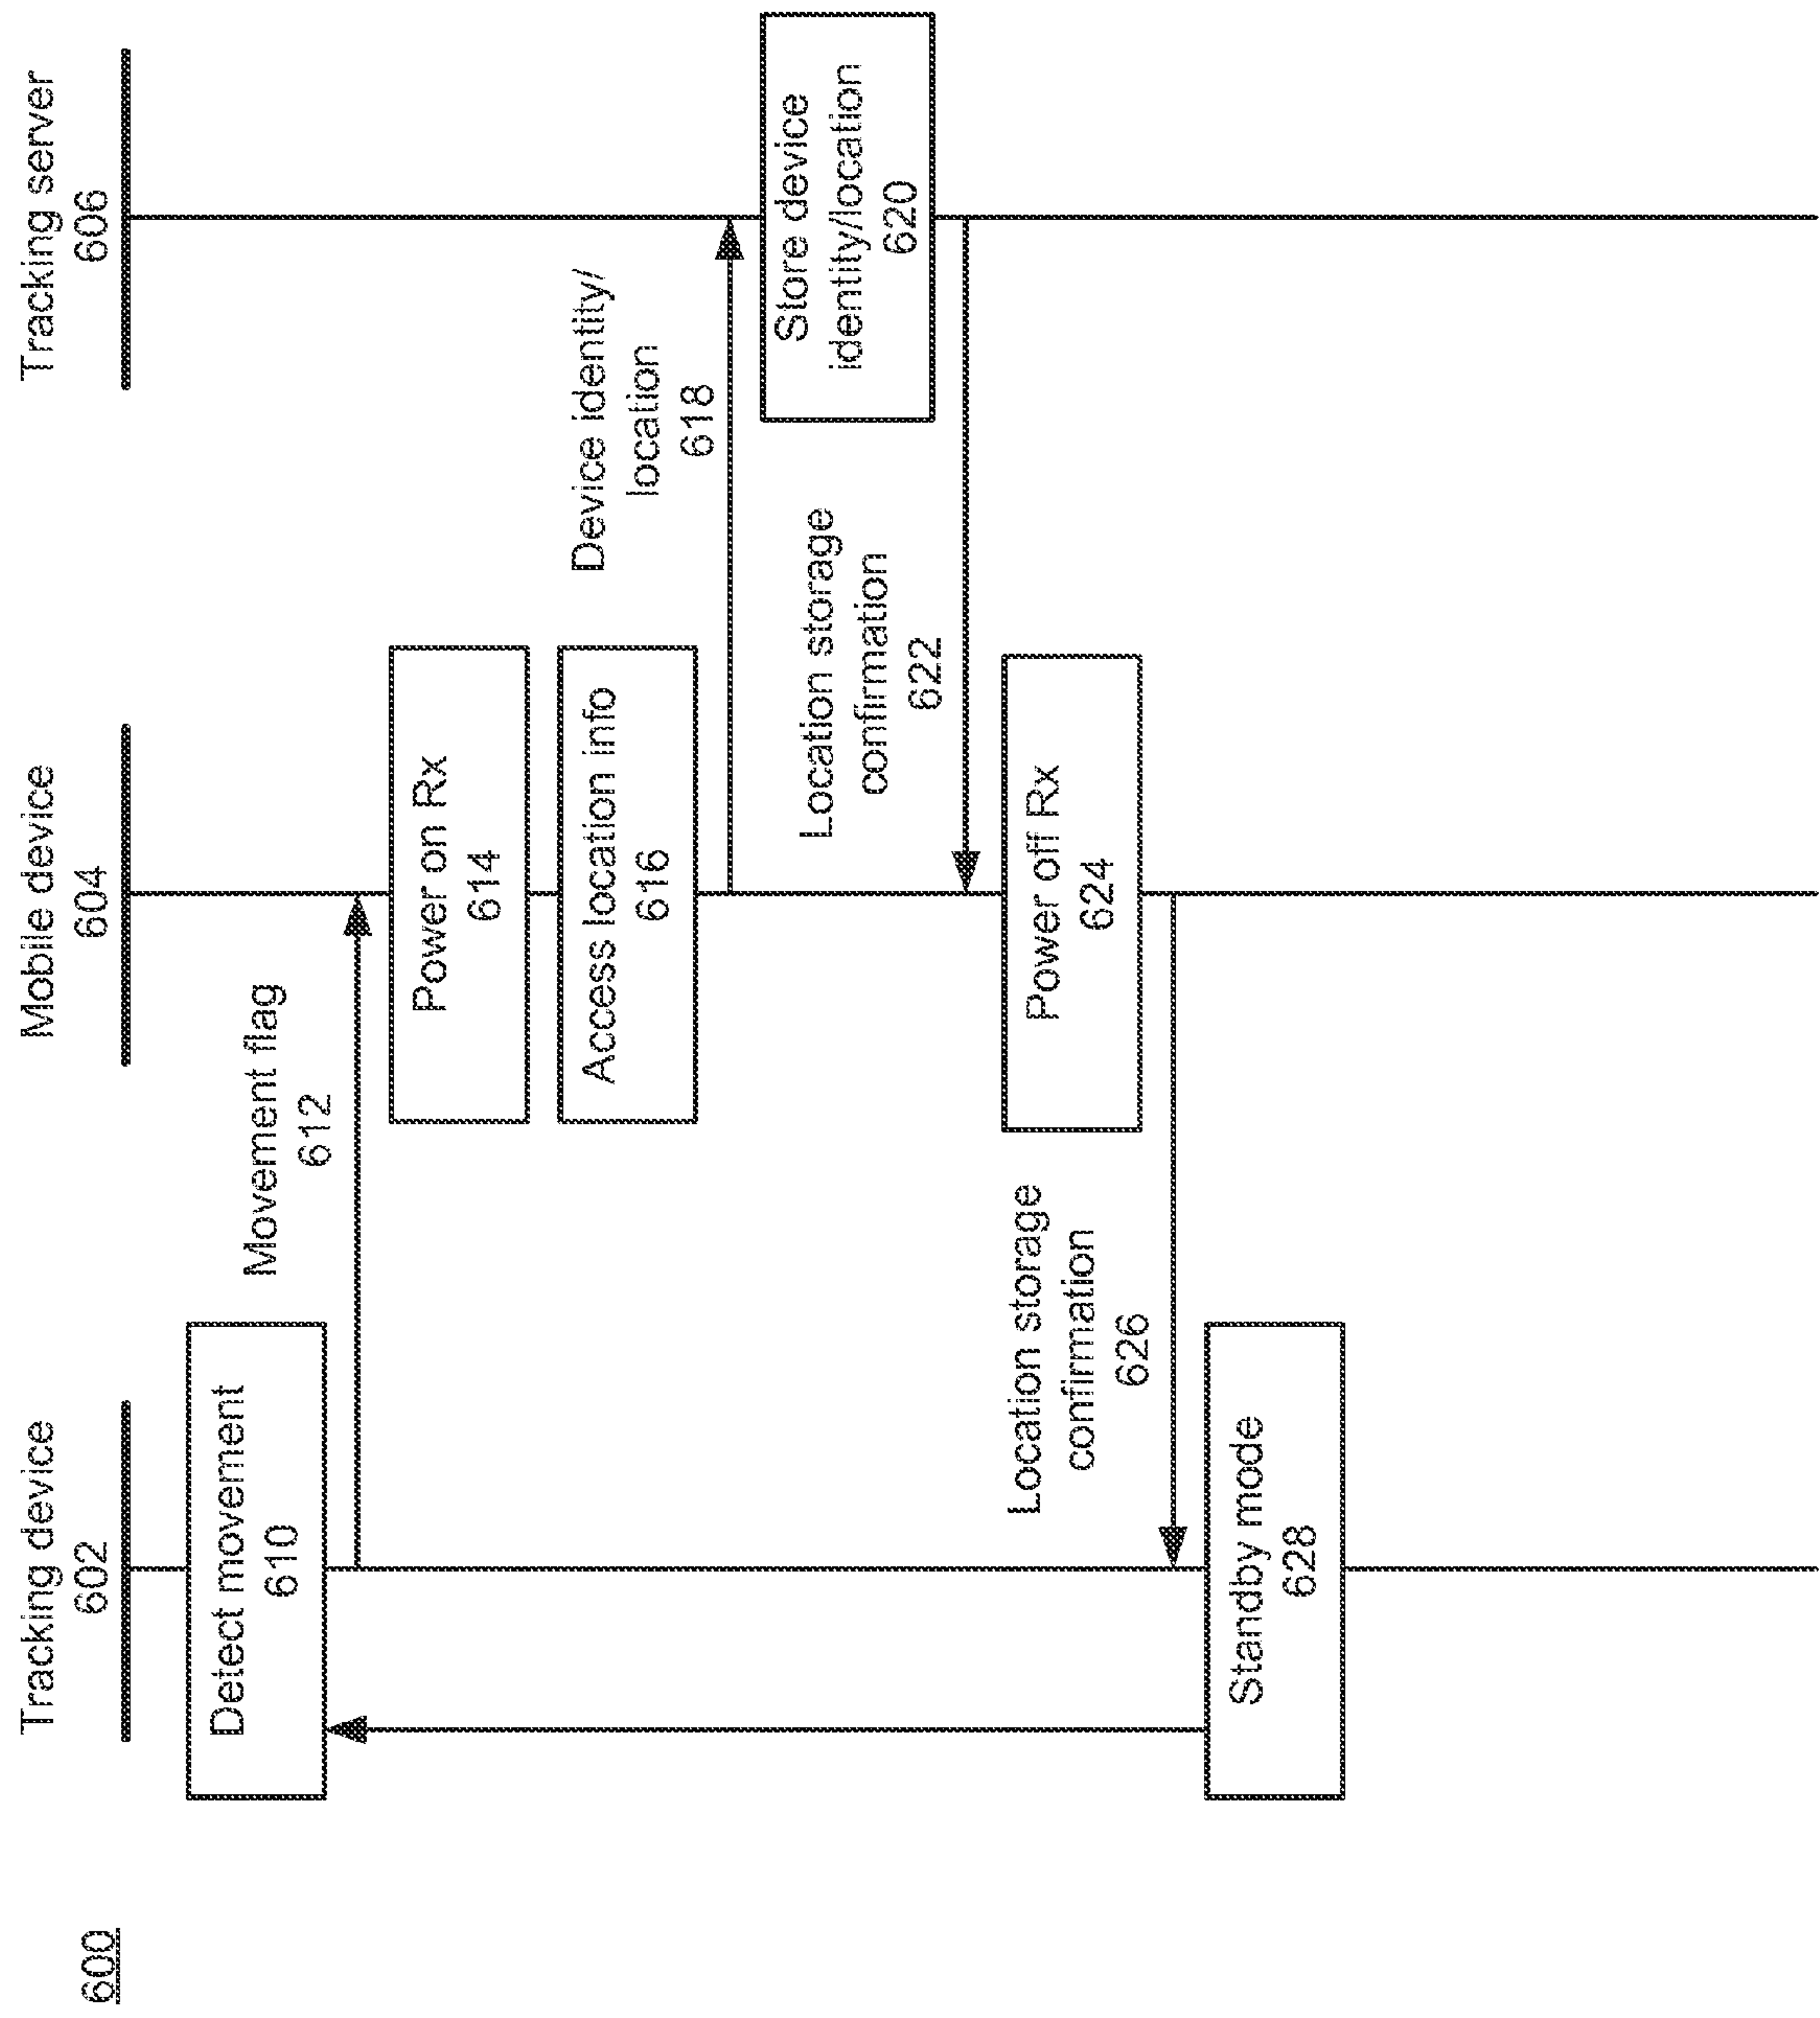 600
Tracking device
602
Mobile device
604
Tracking server
606
Detect movement
610
Movement flag
612
Power on Rx
614
Access location info
616
Device identity/
location
618
Store device
identity/location
620
Location storage
confirmation
622
Power off Rx
624
Location storage
confirmation
626
Standby mode
628